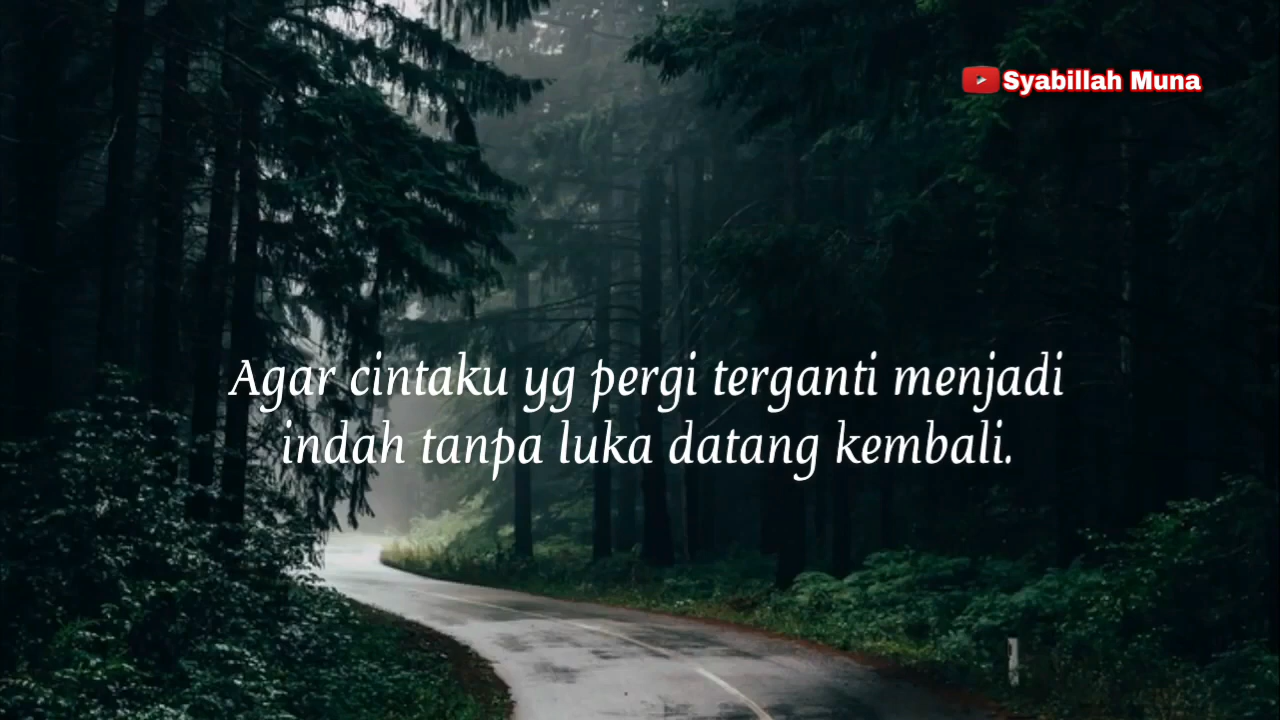 Syabillah Muna
Agar cintaku yg pergi terganti menjadi
indah tanpa luka datang kembali.